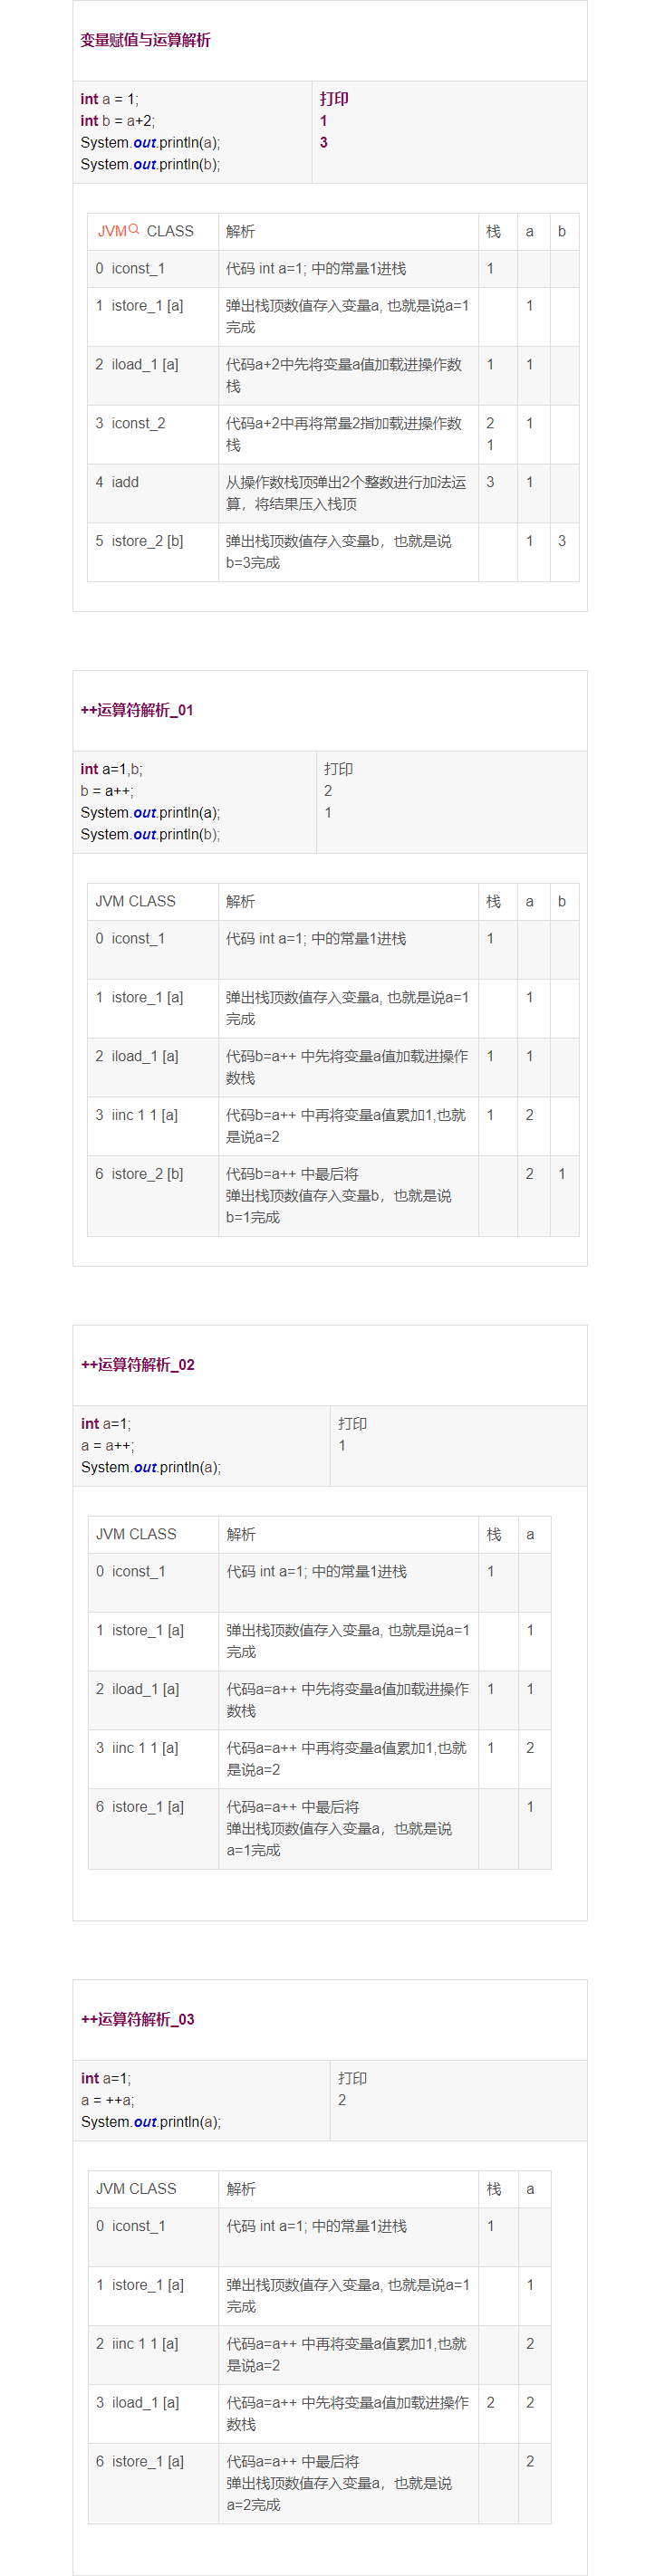 变量赋值与运算解析
int a = 1;
int b = a+2;
System.out.println(a);
System.out.println(b);
打印
1
3
JVM CLASS 解析 栈 a b
0 iconst_1 代码 int a=1; 中的常量1进栈 1
1 istore_1 [a] 弹出栈顶数值存入变量a, 也就是说a=1 1
完成
2 iload_1 [a] 代码a+2中先将变量a值加载进操作数 1 1
栈
3 iconst_2 代码a+2中再将常量2指加载进操作数 2 1
栈 1
4 iadd 从操作数栈顶弹出2个整数进行加法运 3 1
算，将结果压入栈顶
5 istore_2 [b] 弹出栈顶数值存入变量b，也就是说 1 3
b=3完成
++运算符解析_01
int a=1,b;
b = a++;
System.out.println(a);
System.out.println(b);
打印
2
1
JVM CLASS 解析 栈 a b
0 iconst_1 代码 int a=1; 中的常量1进栈 1
1 istore_1 [a] 弹出栈顶数值存入变量a, 也就是说a=1 1
完成
2 iload_1 [a] 代码b=a++ 中先将变量a值加载进操作 1 1
数栈
3 iinc 1 1 [a] 代码b=a++ 中再将变量a值累加1,也就 1 2
是说a=2
6 istore_2 [b] 代码b=a++ 中最后将 2 1
弹出栈顶数值存入变量b，也就是说
b=1完成
++运算符解析_02
int a=1;
a = a++;
System.out.println(a);
打印
1
JVM CLASS 解析 栈 a
0 iconst_1 代码 int a=1; 中的常量1进栈 1
1 istore_1 [a] 弹出栈顶数值存入变量a, 也就是说a=1 1
完成
2 iload_1 [a] 代码a=a++ 中先将变量a值加载进操作 1 1
数栈
3 iinc 1 1 [a] 代码a=a++ 中再将变量a值累加1,也就 1 2
是说a=2
6 istore_1 [a] 代码a=a++ 中最后将 1
弹出栈顶数值存入变量a，也就是说
a=1完成
++运算符解析_03
int a=1;
a = ++a;
System.out.println(a);
打印
2
JVM CLASS 解析 栈 a
0 iconst_1 代码 int a=1; 中的常量1进栈 1
1 istore_1 [a] 弹出栈顶数值存入变量a, 也就是说a=1 1
完成
2 iinc 1 1 [a] 代码a=a++ 中再将变量a值累加1,也就 2
是说a=2
3 iload_1 [a] 代码a=a++ 中先将变量a值加载进操作 2 2
数栈
6 istore_1 [a] 代码a=a++ 中最后将 2
弹出栈顶数值存入变量a，也就是说
a=2完成